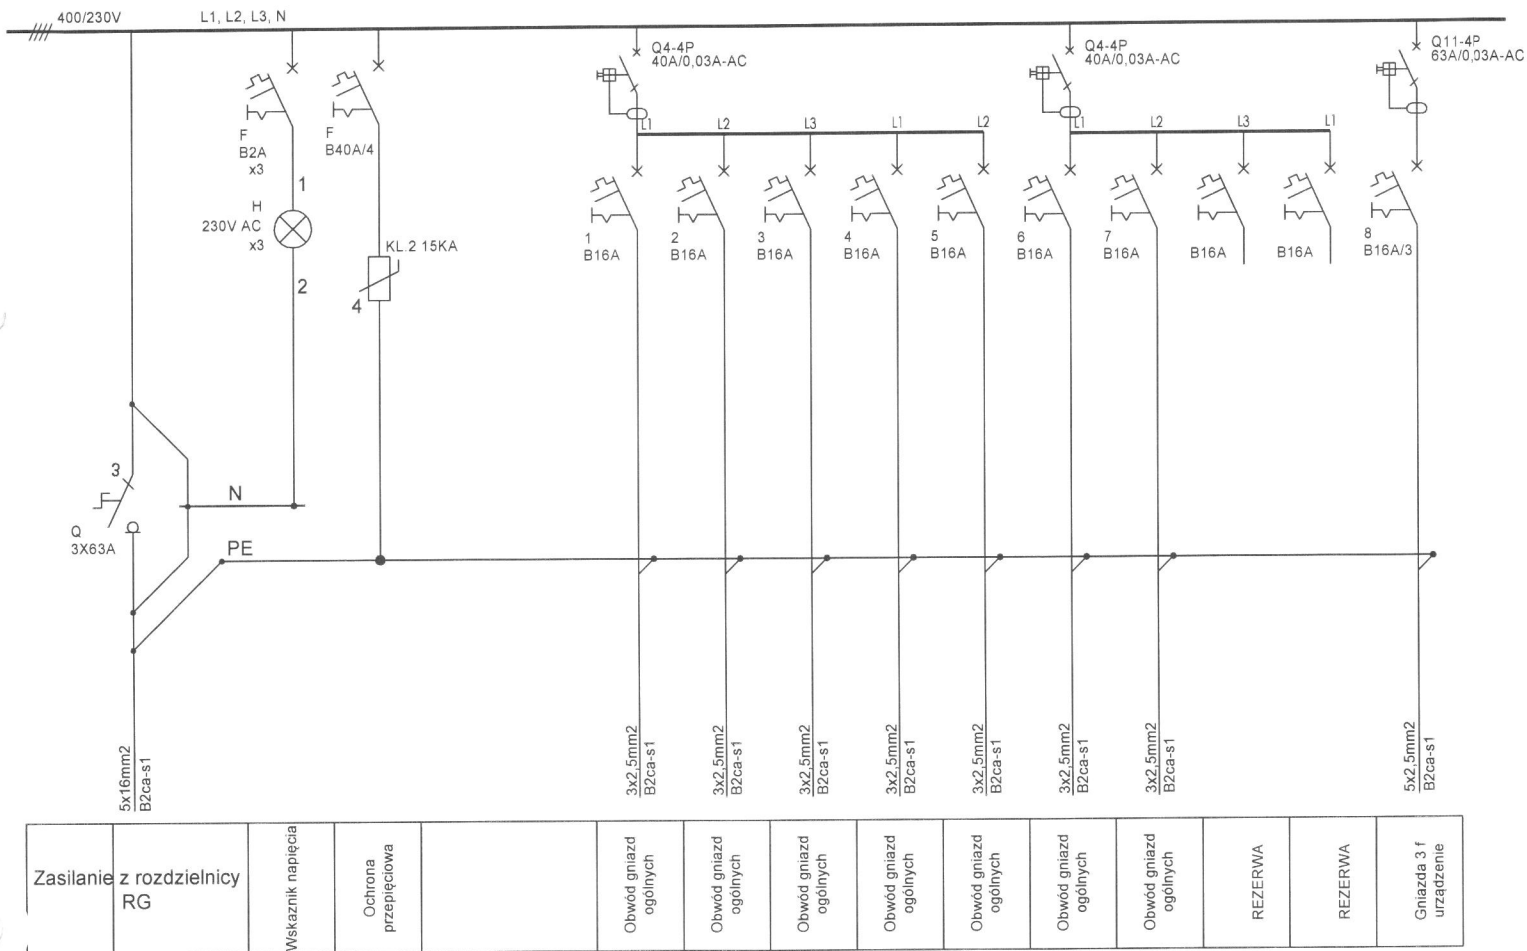 400/230V
L1, L2, L3, N
Q4-4P
40A/0,03A-AC
Q4-4P
40A/0,03A-AC
Q11-4P
63A/0,03A-AC
L1
L2
L3
L1
L2
L1
L2
L3
L1
F
B2A
x3
F
B40A/4
1
H
230V AC
x3
2
KL.2 15KA
4
1
B16A
2
B16A
3
B16A
4
B16A
5
B16A
6
B16A
7
B16A
B16A
B16A
8
B16A/3
3
Q
3X63A
N
PE
5x16mm2
B2ca-s1
3x2,5mm2
B2ca-s1
3x2,5mm2
B2ca-s1
3x2,5mm2
B2ca-s1
3x2,5mm2
B2ca-s1
3x2,5mm2
B2ca-s1
3x2,5mm2
B2ca-s1
3x2,5mm2
B2ca-s1
5x2,5mm2
B2ca-s1
Zasilanie z rozdzielnicy
RG
Wskaznik napięcia
Ochrona
przepięciowa
Obwód gniazd
ogólnych
Obwód gniazd
ogólnych
Obwód gniazd
ogólnych
Obwód gniazd
ogólnych
Obwód gniazd
ogólnych
Obwód gniazd
ogólnych
Obwód gniazd
ogólnych
REZERWA
REZERWA
Gniazda 3 f
urządzenie